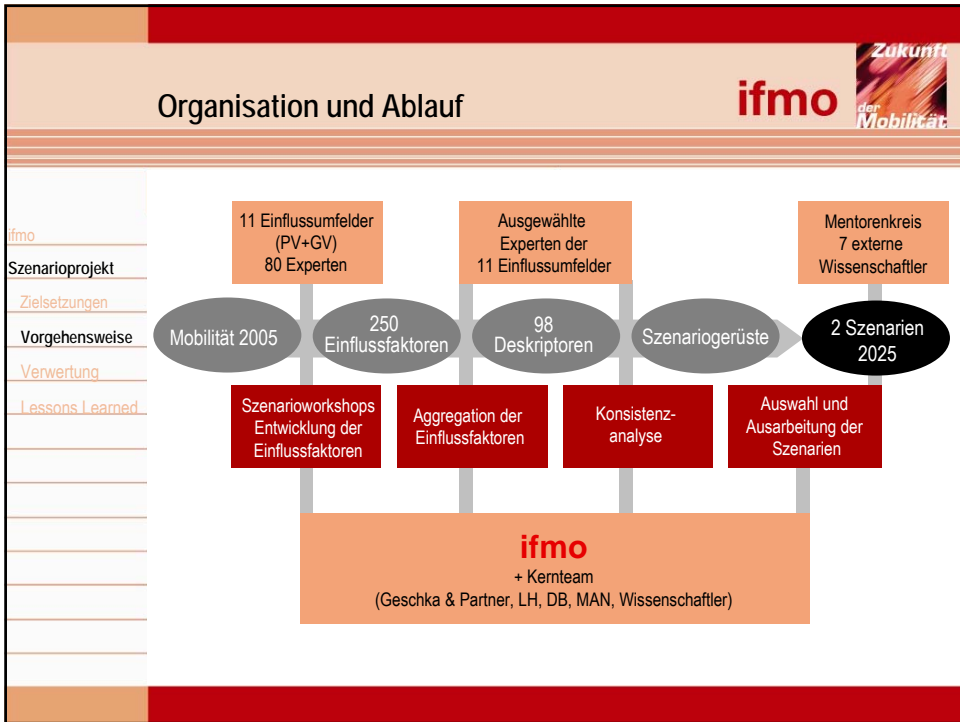 Organisation und Ablauf
ifmo
Zukunft
der
Mobilität
ifmo
Szenarioprojekt
Zielsetzungen
Vorgehensweise
Verwertung
Lessons Learned
11 Einflussumfelder
(PV+GV)
80 Experten
Ausgewählte
Experten der
11 Einflussumfelder
Mentorenkreis
7 externe
Wissenschaftler
Mobilität 2005
250
Einflussfaktoren
98
Deskriptoren
Szenariogerüste
2 Szenarien
2025
Szenarioworkshops
Entwicklung der
Einflussfaktoren
Aggregation der
Einflussfaktoren
Konsistenz-
analyse
Auswahl und
Ausarbeitung der
Szenarien
ifmo
+ Kernteam
(Geschka & Partner, LH, DB, MAN, Wissenschaftler)